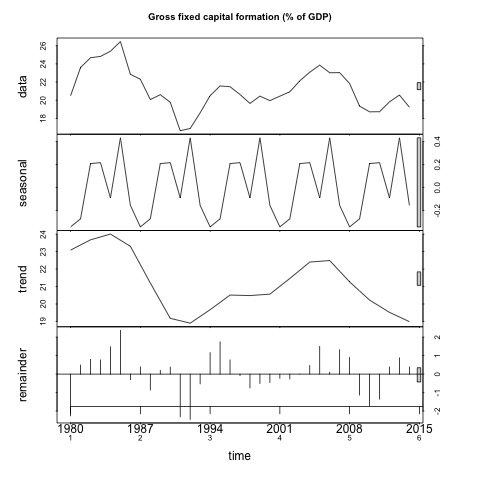 Gross fixed capital formation (% of GDP)
data
18 20 22 24 26
seasonal
-0.2 0.0 0.2 0.4
trend
19 20 21 22 23 24
remainder
-2 -1 0 1 2
1980 1987 1994 2001 2008 2015
1 2 3 4 5 6
time